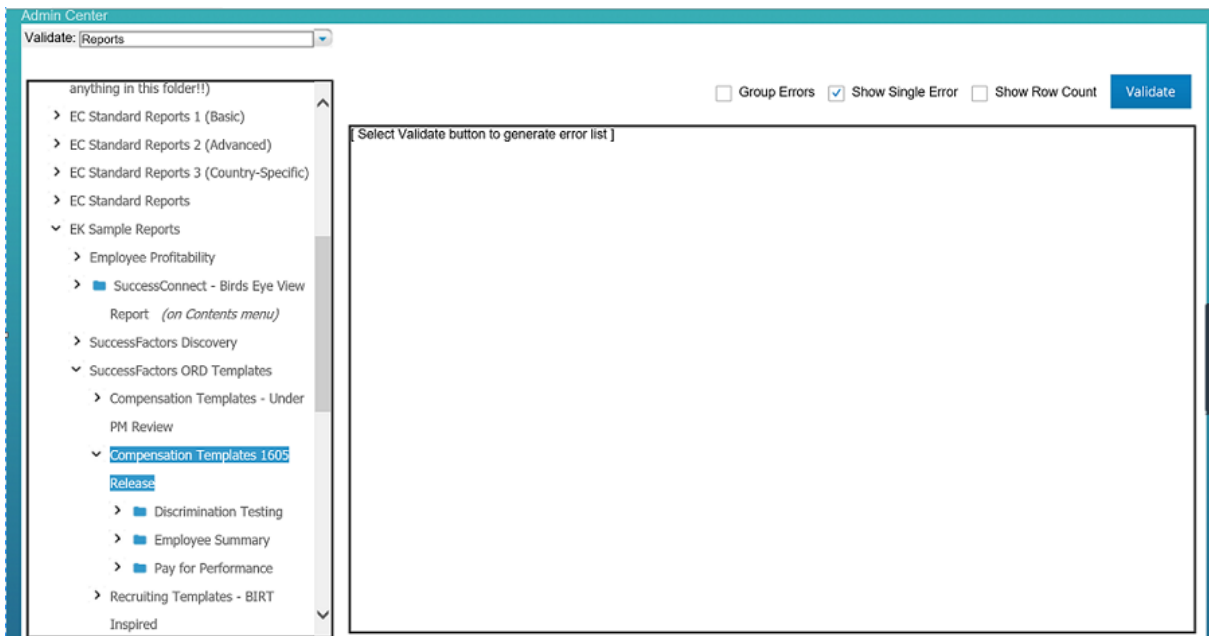 Admin Center
Validate: Reports
Group Errors
Show Single Error
Show Row Count
Validate
anything in this folder!!)
EC Standard Reports 1 (Basic)
EC Standard Reports 2 (Advanced)
EC Standard Reports 3 (Country-Specific)
EC Standard Reports
EK Sample Reports
Employee Profitability
SuccessConnect - Birds Eye View
Report (on Contents menu)
SuccessFactors Discovery
SuccessFactors ORD Templates
Compensation Templates - Under
PM Review
Compensation Templates 1605
Release
Discrimination Testing
Employee Summary
Pay for Performance
Recruiting Templates - BIRT
Inspired
[ Select Validate button to generate error list ]